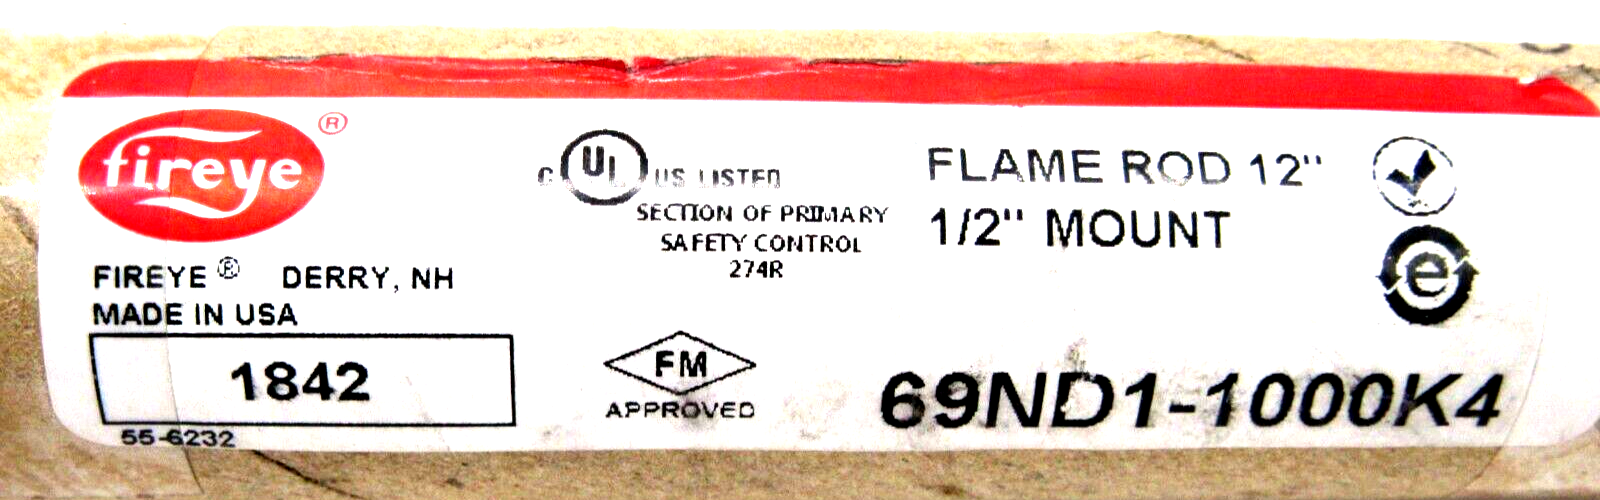 fireye ®
FIREYE ® DERRY, NH
MADE IN USA
1842
55-6232
C UL US LISTED
SECTION OF PRIMARY
SAFETY CONTROL
274R
FM
APPROVED
FLAME ROD 12"
1/2" MOUNT
e
69ND1-1000K4